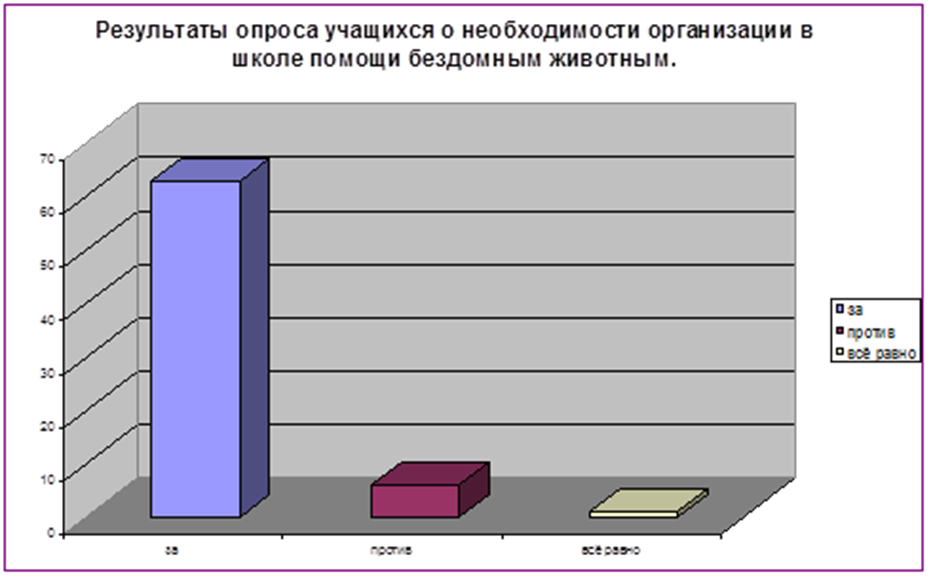 Результаты опроса учащихся о необходимости организации в
школе помощи бездомным животным.
70
60
50
40
30
20
10
0
за
против
всё равно
за
против
всё равно